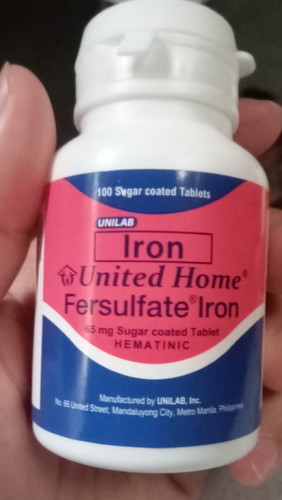 100 Sugar coated Tablets
UNILAB
Iron
United Home®
Fersulfate® Iron
65 mg Sugar coated Tablet
HEMATINIC
Manufactured by UNILAB, Inc.
No. 66 United Street, Mandaluyong City, Metro Manila, Philippines